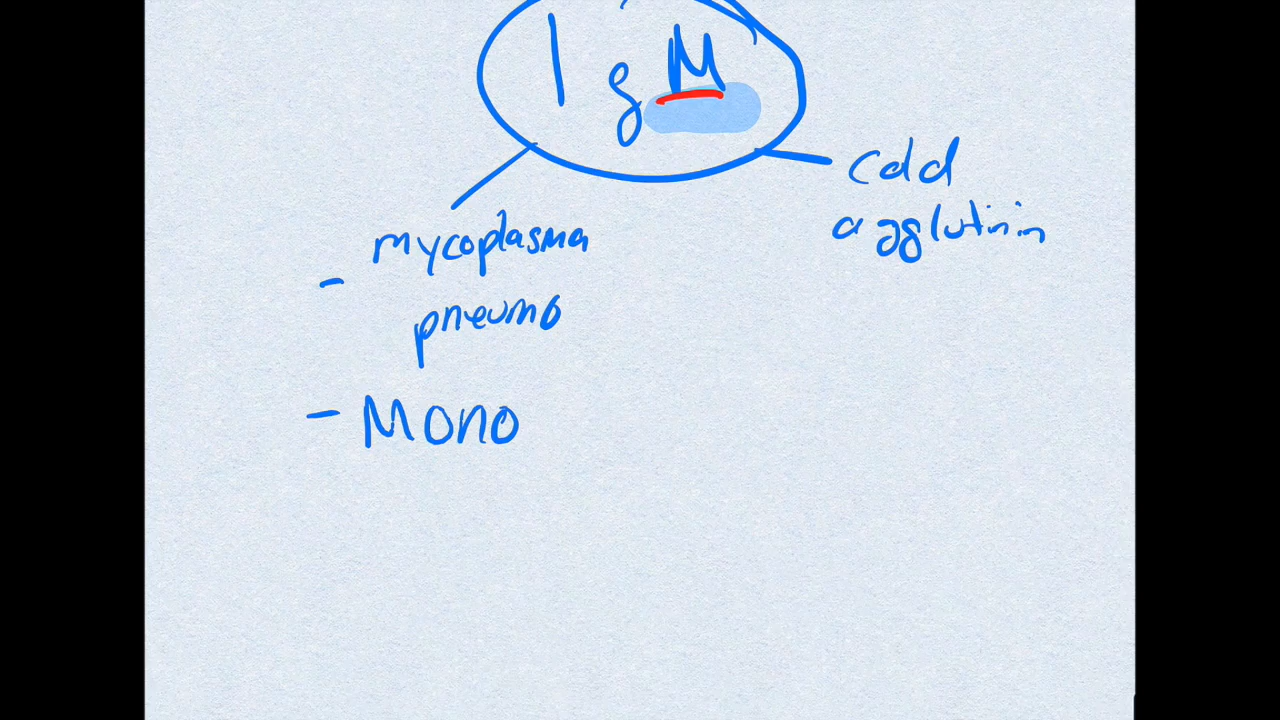 IgM
cold
agglutinin
mycoplasma
- pneumo
- Mono